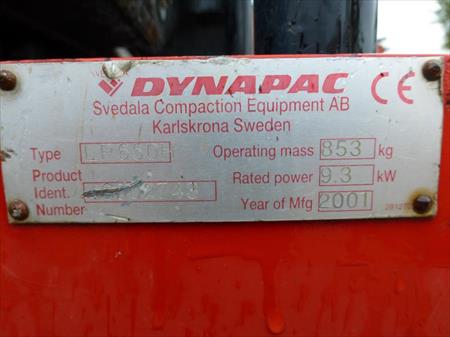 DYNAPAC CE
Svedala Compaction Equipment AB
Karlskrona Sweden
Type Operating mass 853 kg
Product
Ident. Rated power 9.3 kW
Number Year of Mfg 2001